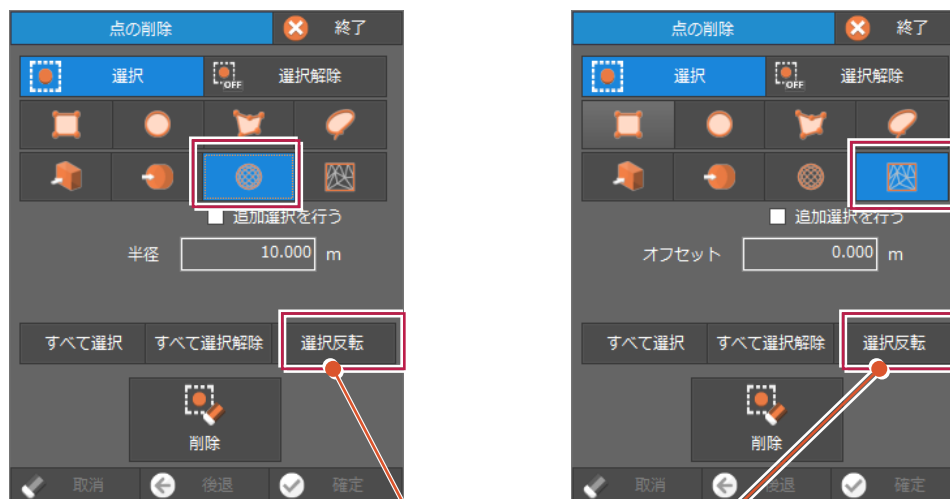 点の削除
終了
選択
OFF
選択解除
追加選択を行う
半径
10.000
m
すべて選択
すべて選択解除
選択反転
削除
取消
後退
確定
点の削除
終了
選択
OFF
選択解除
追加選択を行う
オフセット
0.000
m
すべて選択
すべて選択解除
選択反転
削除
取消
後退
確定